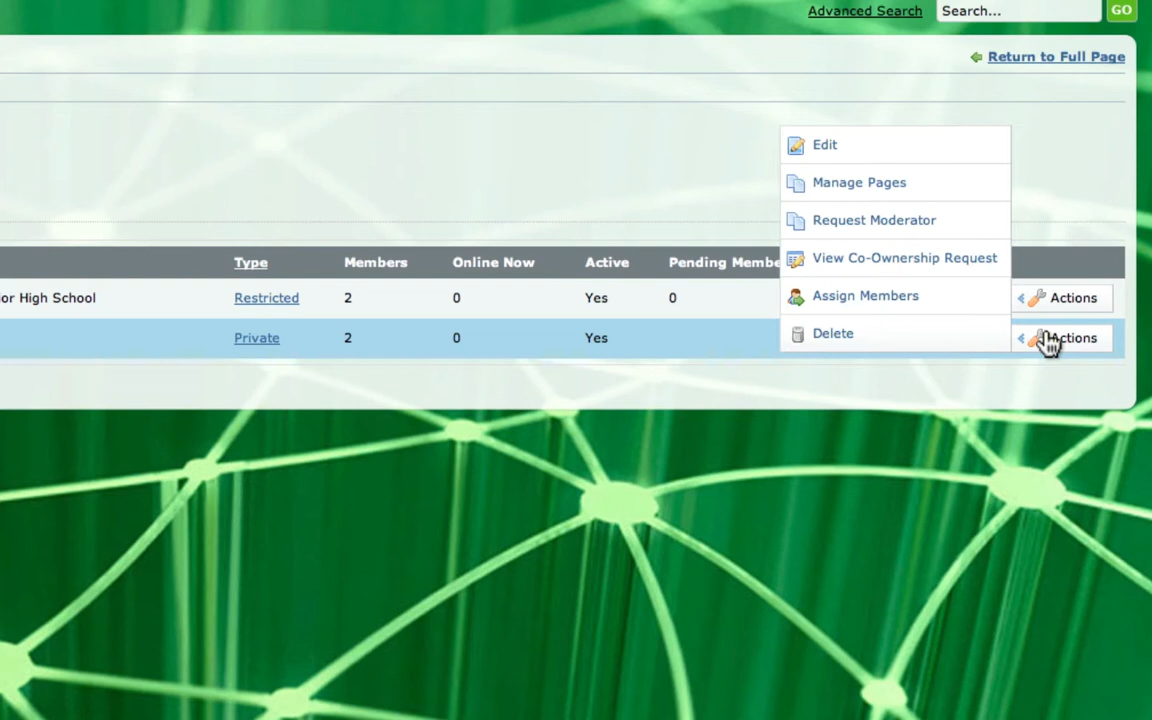 Advanced Search Search... GO
Return to Full Page
Edit
Manage Pages
Request Moderator
View Co-Ownership Request
Assign Members
Delete
Type Members Online Now Active Pending
ior High School Restricted 2 0 Yes 0 Actions
Private 2 0 Yes Actions